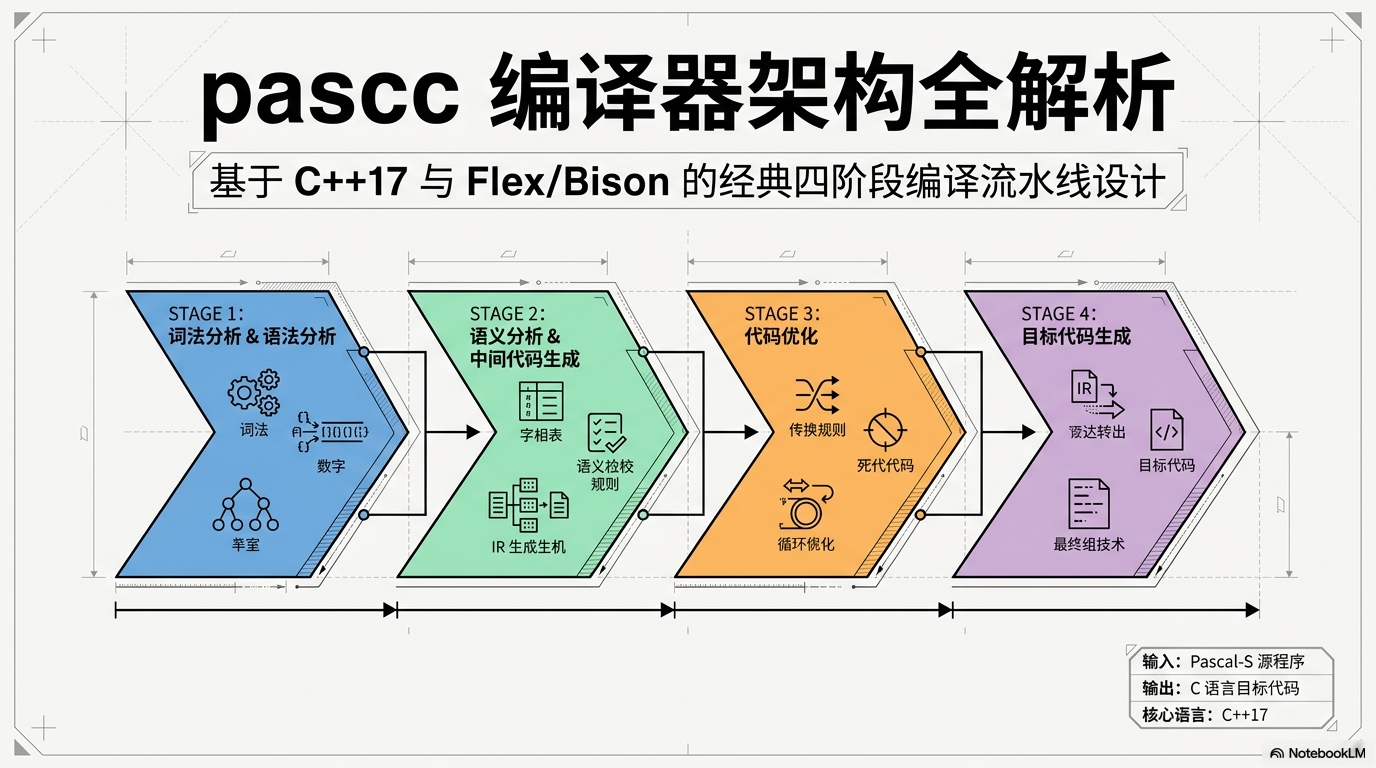 pascc 编译器架构全解析
基于 C++17 与 Flex/Bison 的经典四阶段编译流水线设计
STAGE 1:
词法分析 & 语法分析
词法
数字
STAGE 2:
语义分析 &
中间代码生成
字相表
语义检校
规则
IR 生成生机
STAGE 3:
代码优化
传换规则
死代代码
循环优化
STAGE 4:
目标代码生成
IR
达转出
目标代码
</>
最终组技术
输入：Pascal-S 源程序
输出：C 语言目标代码
核心语言：C++17
NotebookLM